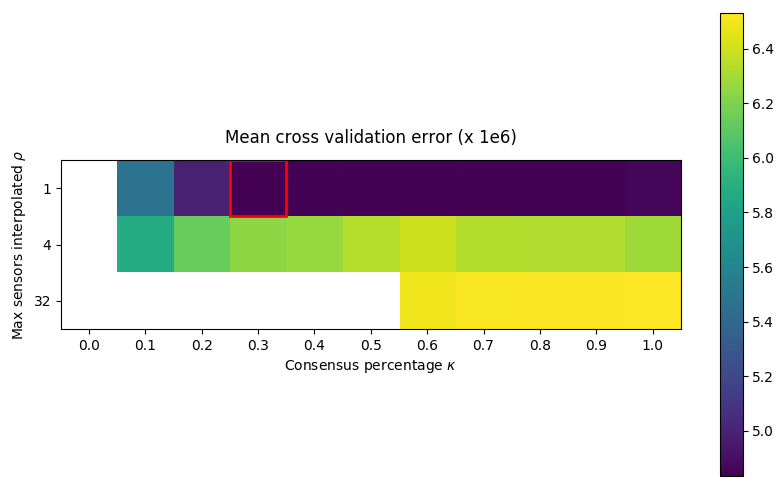 Mean cross validation error (x 1e6)
Max sensors interpolated ρ
1
4
32
0.0 0.1 0.2 0.3 0.4 0.5 0.6 0.7 0.8 0.9 1.0
Consensus percentage κ
6.4
6.2
6.0
5.8
5.6
5.4
5.2
5.0